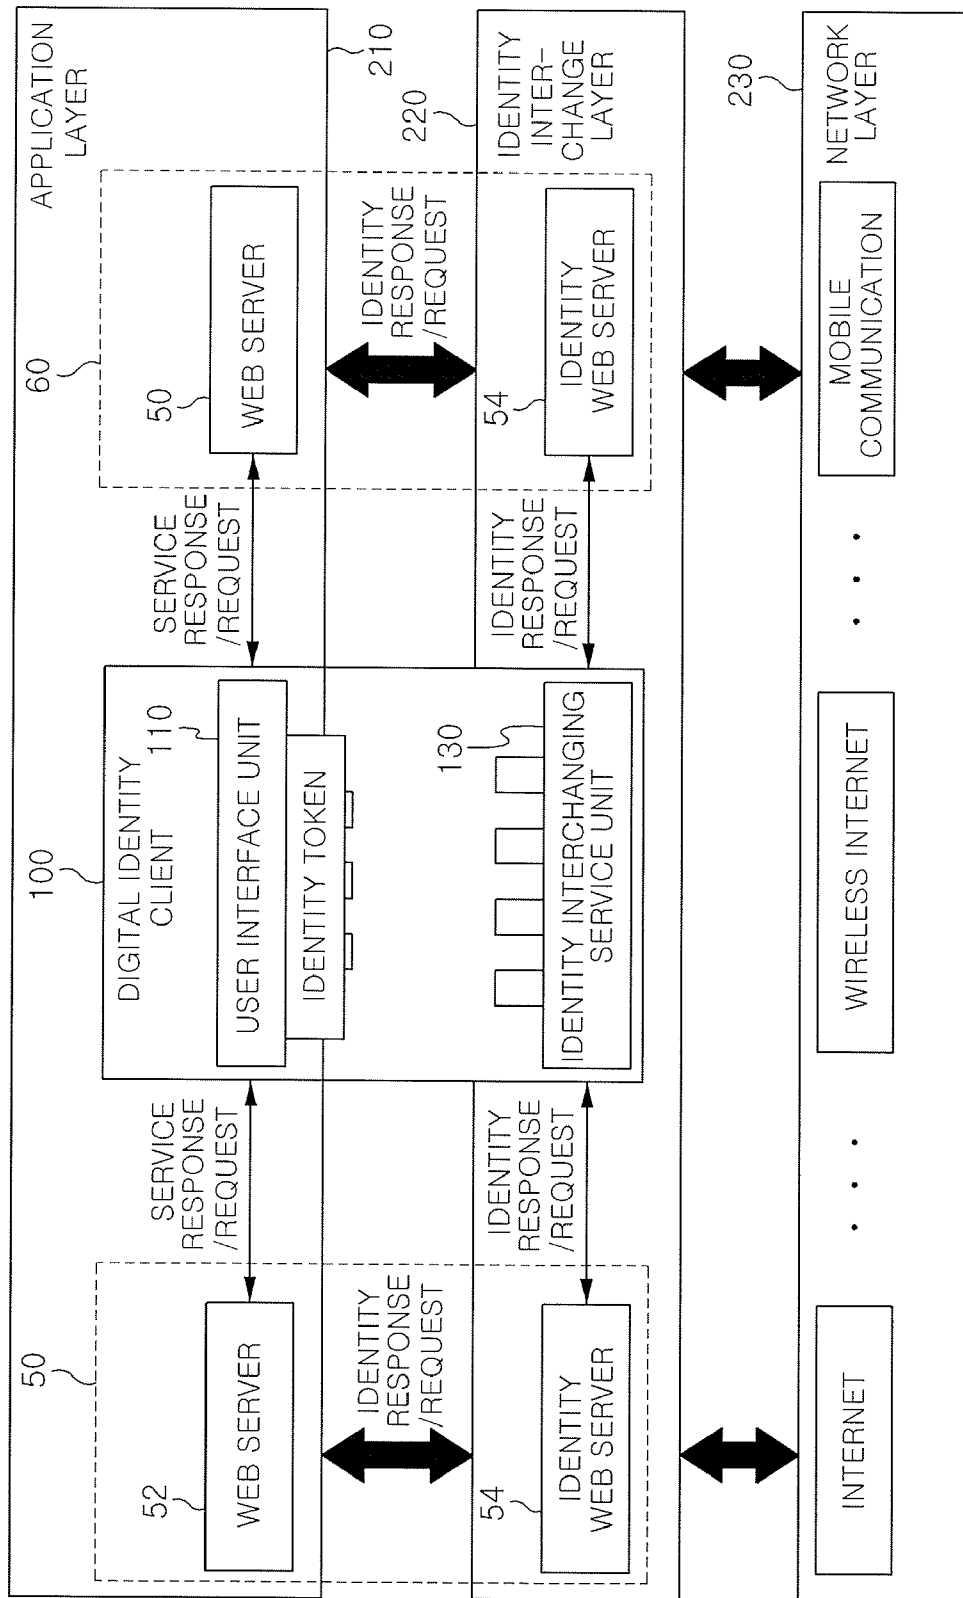 APPLICATION
LAYER
210
50
52
WEB SERVER
SERVICE
RESPONSE
/REQUEST
100
DIGITAL IDENTITY
CLIENT
110
USER INTERFACE UNIT
IDENTITY TOKEN
SERVICE
RESPONSE
/REQUEST
60
50
WEB SERVER
IDENTITY
RESPONSE
/REQUEST
IDENTITY
RESPONSE
/REQUEST
220
IDENTITY
INTER-
CHANGE
LAYER
54
IDENTITY
WEB SERVER
IDENTITY
RESPONSE
/REQUEST
130
IDENTITY INTERCHANGING
SERVICE UNIT
IDENTITY
RESPONSE
/REQUEST
54
IDENTITY
WEB SERVER
230
NETWORK
LAYER
INTERNET
• • •
WIRELESS INTERNET
• • •
MOBILE
COMMUNICATION